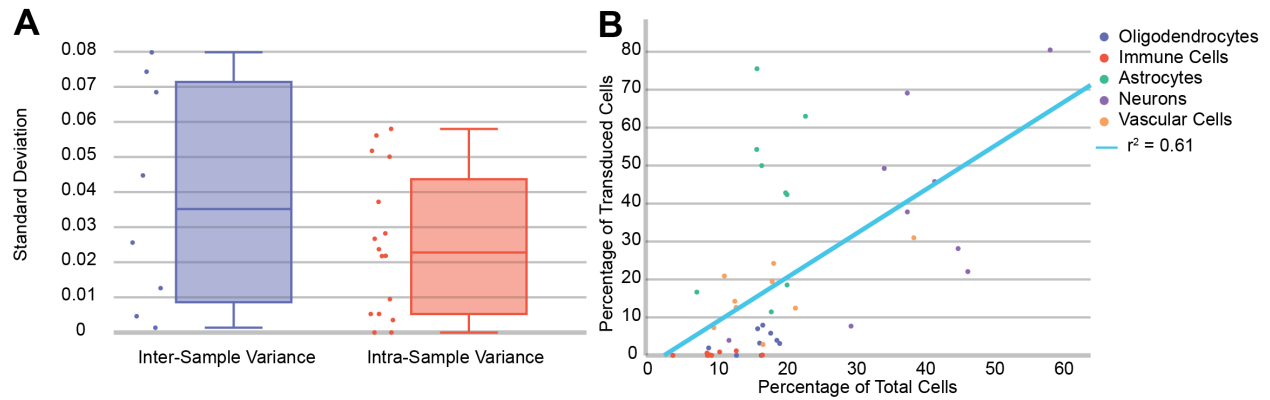 A
0.08
0.07
0.06
0.05
0.04
0.03
0.02
0.01
0
Standard Deviation
Inter-Sample Variance
Intra-Sample Variance
B
80
70
60
50
40
30
20
10
0
Percentage of Transduced Cells
0
10
20
30
40
50
60
Percentage of Total Cells
Oligodendrocytes
Immune Cells
Astrocytes
Neurons
Vascular Cells
r² = 0.61